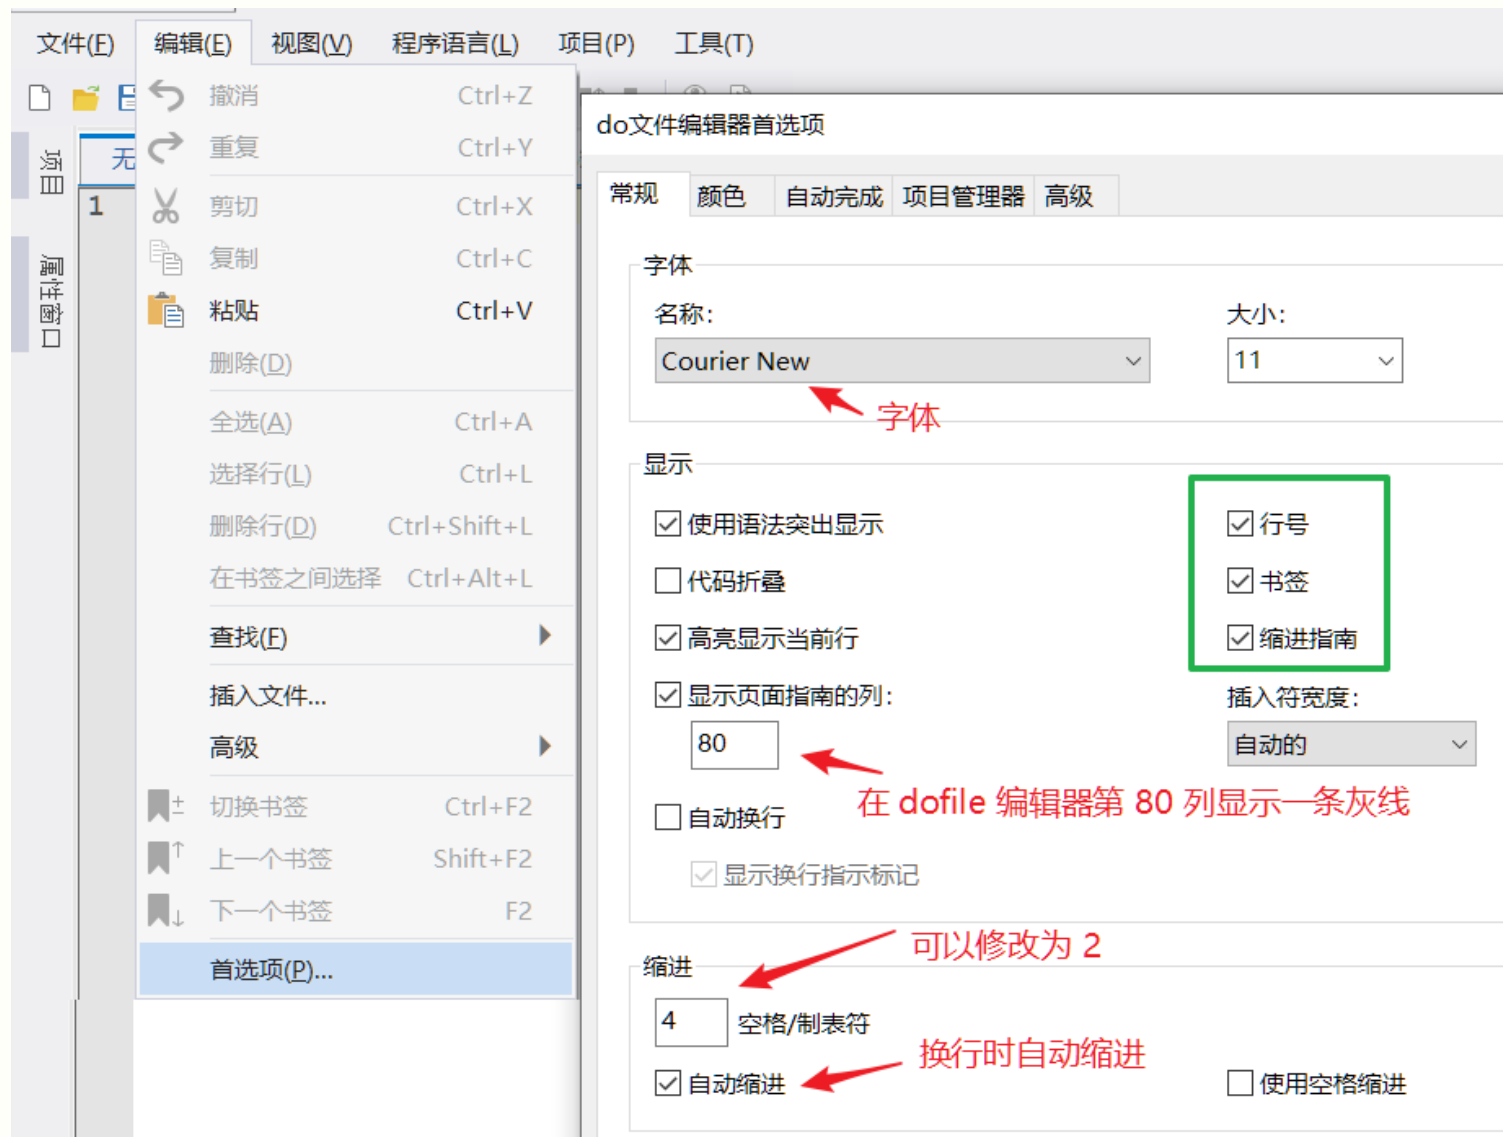 文件(F) 编辑(E) 视图(V) 程序语言(L) 项目(P) 工具(T)
撤消 Ctrl+Z
重复 Ctrl+Y
剪切 Ctrl+X
复制 Ctrl+C
粘贴 Ctrl+V
删除(D)
全选(A) Ctrl+A
选择行(L) Ctrl+L
删除行(D) Ctrl+Shift+L
在书签之间选择 Ctrl+Alt+L
查找(F)
插入文件...
高级
切换书签 Ctrl+F2
上一个书签 Shift+F2
下一个书签 F2
首选项(P)...
项目
属性窗口
无
1
do文件编辑器首选项
常规 颜色 自动完成 项目管理器 高级
字体
名称: 大小:
Courier New 11
字体
显示
使用语法突出显示 行号
代码折叠 书签
高亮显示当前行 缩进指南
显示页面指南的列: 插入符宽度:
80 自动的
在 dofile 编辑器第 80 列显示一条灰线
自动换行
显示换行指示标记
可以修改为 2
缩进
4 空格/制表符
换行时自动缩进
自动缩进 使用空格缩进